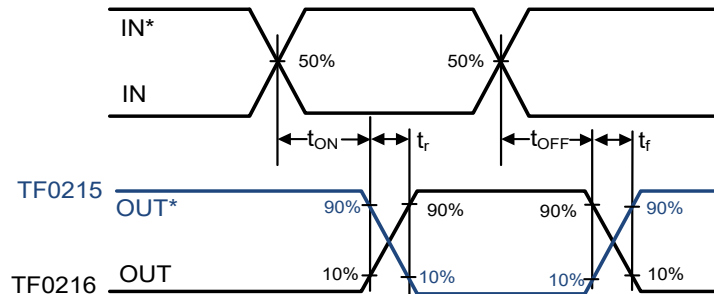 IN*
50% 50%
IN
tON tr tOFF tf
TF0215
OUT*
90% 90% 90% 90%
TF0216 OUT 10% 10% 10% 10%